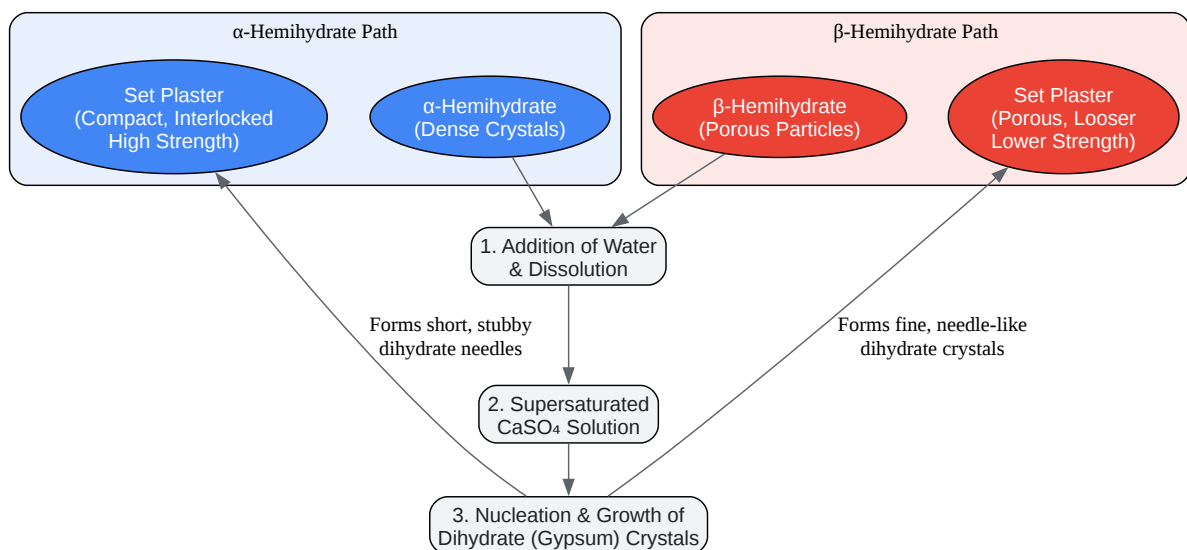 α-Hemihydrate Path
β-Hemihydrate Path
Set Plaster
(Compact, Interlocked
High Strength)
α-Hemihydrate
(Dense Crystals)
β-Hemihydrate
(Porous Particles)
Set Plaster
(Porous, Looser
Lower Strength)
1. Addition of Water
& Dissolution
Forms short, stubby
dihydrate needles
Forms fine, needle-like
dihydrate crystals
2. Supersaturated
CaSO₄ Solution
3. Nucleation & Growth of
Dihydrate (Gypsum) Crystals